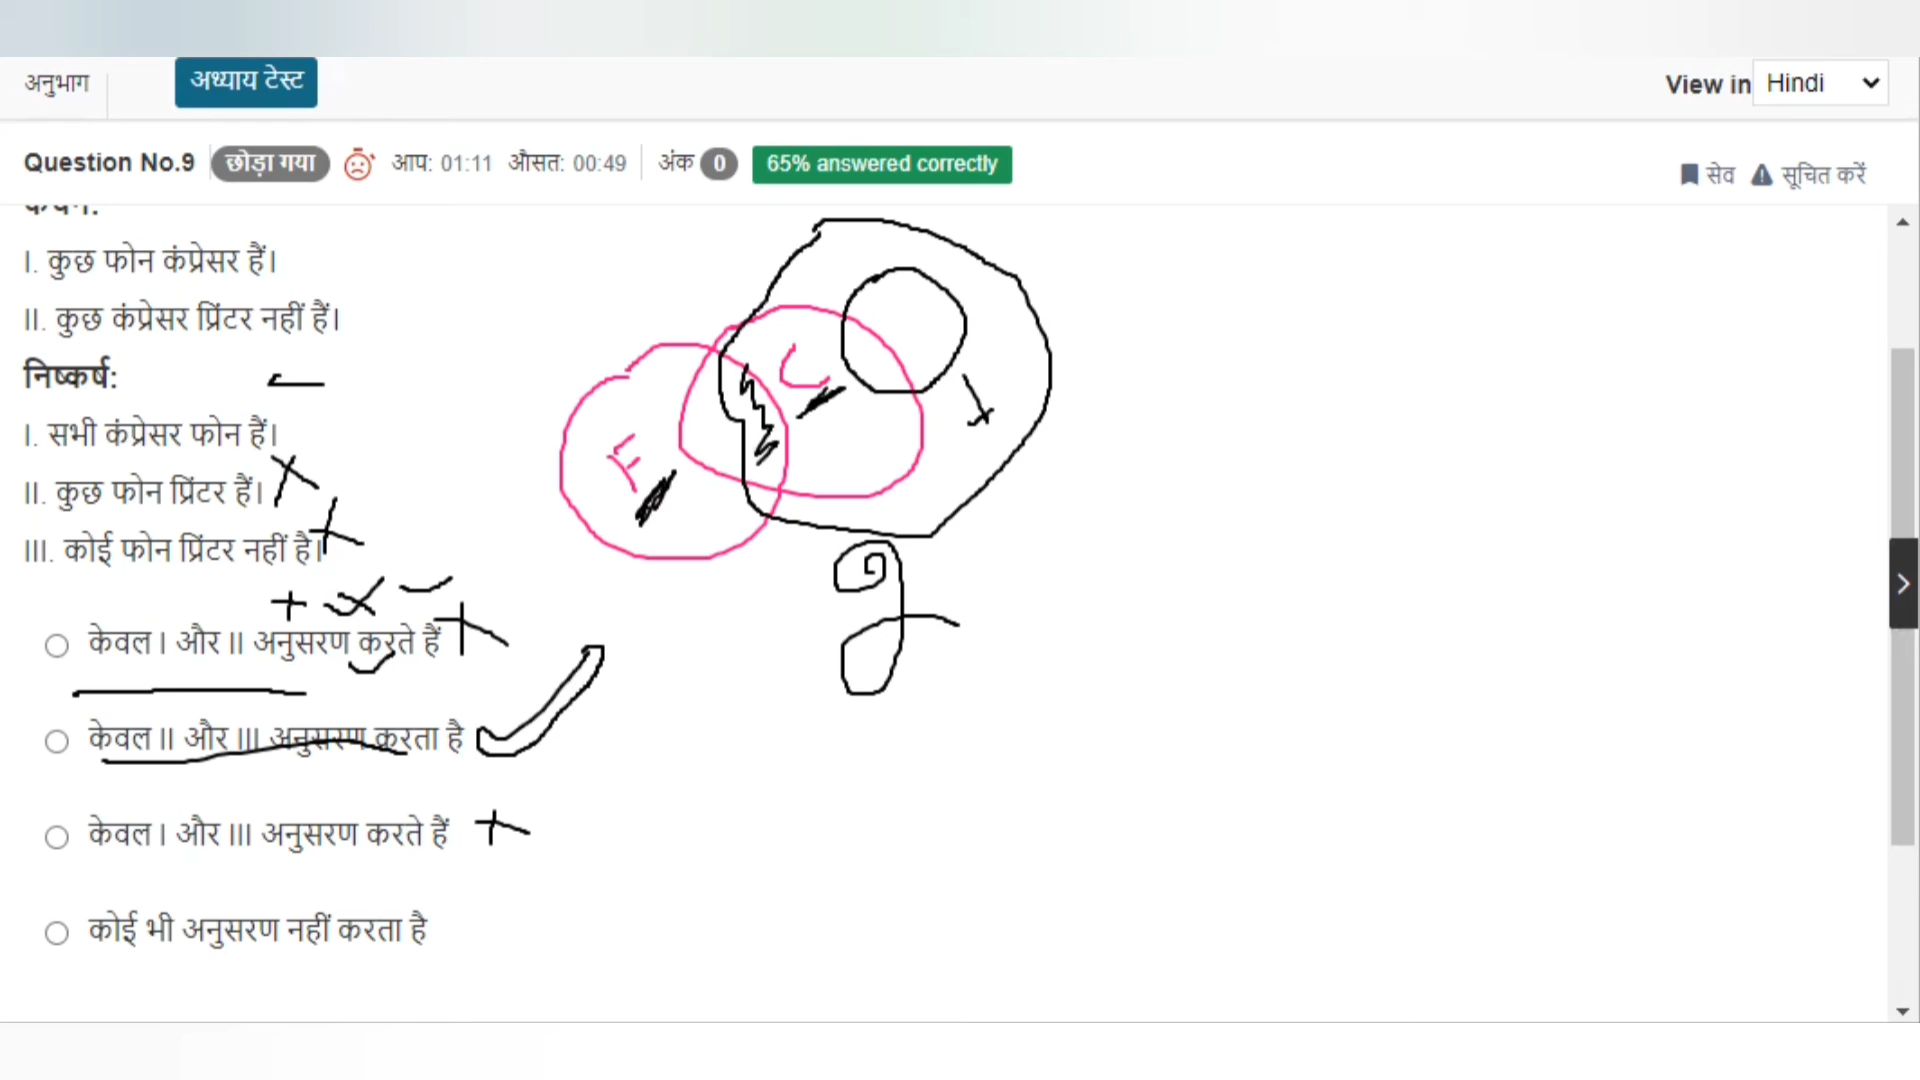 अनुभाग
अध्याय टेस्ट
View in Hindi
Question No.9 छोड़ा गया आप: 01:11 औसत: 00:49 अंक 0 65% answered correctly
सेव सूचित करें
I. कुछ फोन कंप्रेसर हैं।
II. कुछ कंप्रेसर प्रिंटर नहीं हैं।
निष्कर्ष:
I. सभी कंप्रेसर फोन हैं।
II. कुछ फोन प्रिंटर हैं।
III. कोई फोन प्रिंटर नहीं है।
केवल I और II अनुसरण करते हैं
केवल II और III अनुसरण करता है
केवल I और III अनुसरण करते हैं
कोई भी अनुसरण नहीं करता है
F
C